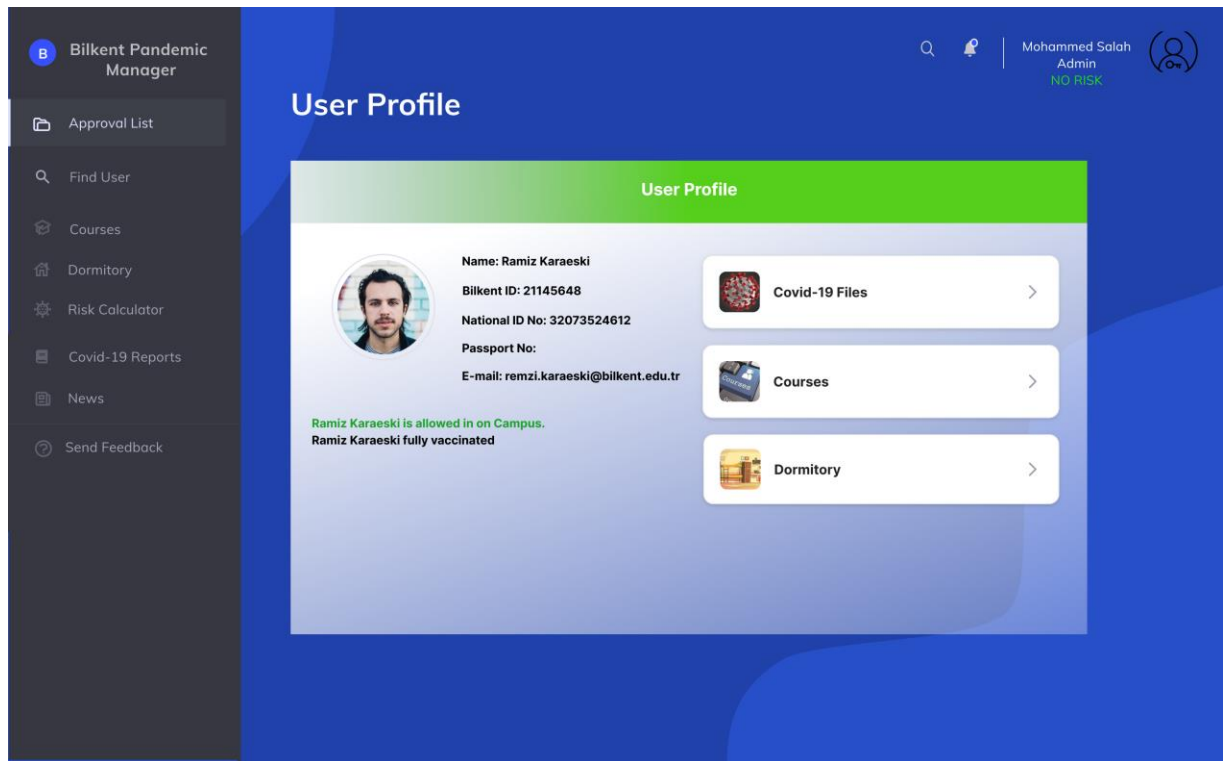 B
Bilkent Pandemic
Manager
Approval List
Find User
Courses
Dormitory
Risk Calculator
Covid-19 Reports
News
Send Feedback
Mohammed Salah
Admin
NO RISK
User Profile
User Profile
Name: Ramiz Karaeski
Bilkent ID: 21145648
National ID No: 32073524612
Passport No:
E-mail: remzi.karaeski@bilkent.edu.tr
Ramiz Karaeski is allowed in on Campus.
Ramiz Karaeski fully vaccinated
Covid-19 Files
Courses
Courses
Dormitory